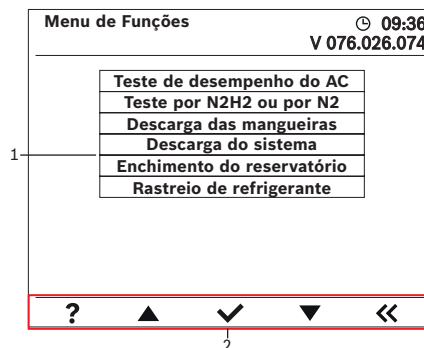 Menu de Funções
09:36
V 076.026.074
Teste de desempenho do AC
Teste por N2H2 ou por N2
Descarga das mangueiras
Descarga do sistema
Enchimento do reservatório
Rastreio de refrigerante
1
?
2